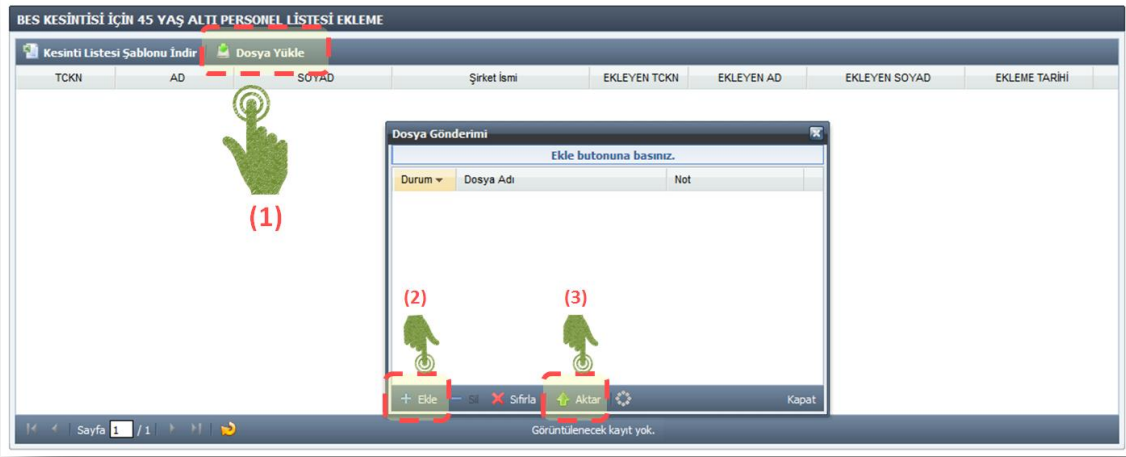 BES KESİNTİSİ İÇİN 45 YAŞ ALTI PERSONEL LİSTESİ EKLEME
Kesinti Listesi Şablonu İndir Dosya Yükle
TCKN AD SOYAD Şirket İsmi EKLEYEN TCKN EKLEYEN AD EKLEYEN SOYAD EKLEME TARİHİ
(1)
Dosya Gönderimi
Ekle butonuna basınız.
Durum Dosya Adı Not
(2) (3)
Ekle Sil Sıfırla Aktar Kapat
Sayfa 1 / 1 Görüntülenecek kayıt yok.